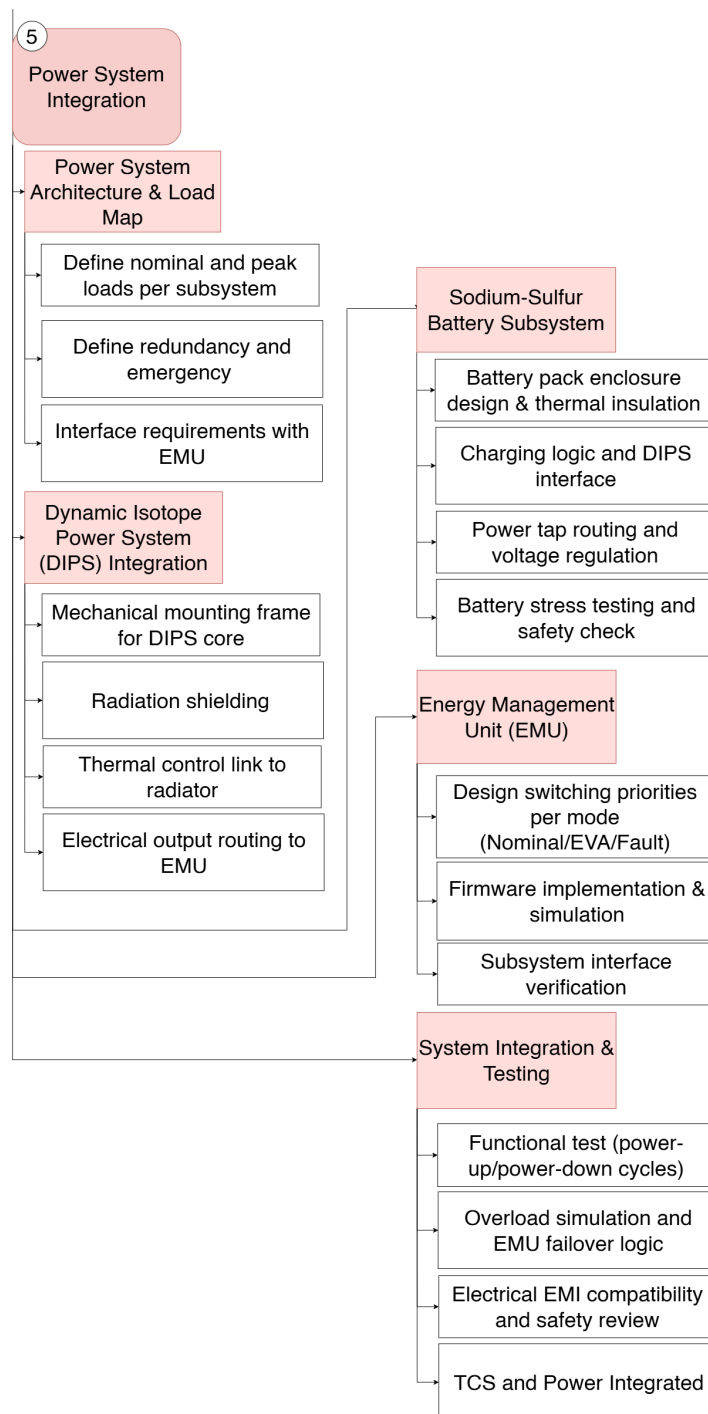 5
Power System
Integration
Power System
Architecture & Load
Map
Define nominal and peak
loads per subsystem
Define redundancy and
emergency
Interface requirements with
EMU
Dynamic Isotope
Power System
(DIPS) Integration
Mechanical mounting frame
for DIPS core
Radiation shielding
Thermal control link to
radiator
Electrical output routing to
EMU
Sodium-Sulfur
Battery Subsystem
Battery pack enclosure
design & thermal insulation
Charging logic and DIPS
interface
Power tap routing and
voltage regulation
Battery stress testing and
safety check
Energy Management
Unit (EMU)
Design switching priorities
per mode
(Nominal/EVA/Fault)
Firmware implementation &
simulation
Subsystem interface
verification
System Integration &
Testing
Functional test (power-
up/power-down cycles)
Overload simulation and
EMU failover logic
Electrical EMI compatibility
and safety review
TCS and Power Integrated